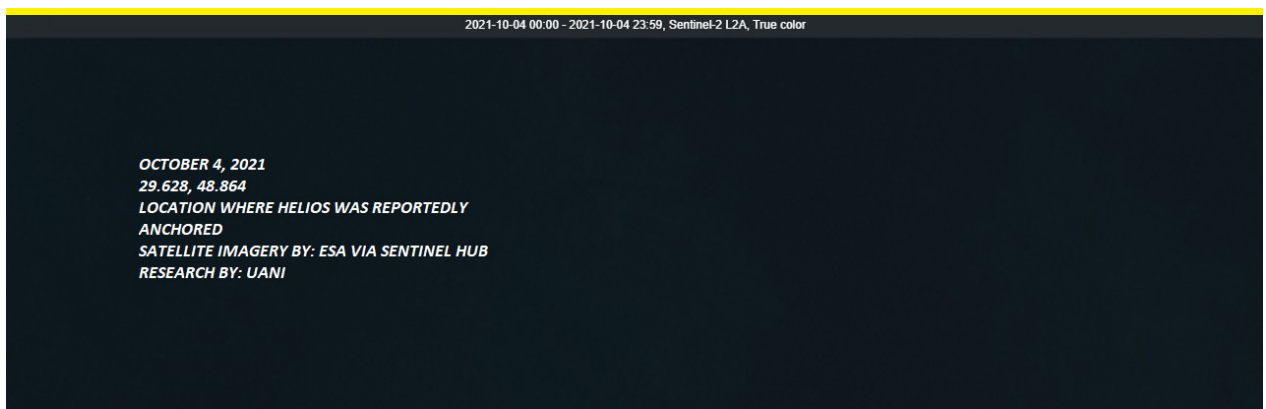 2021-10-04 00:00 - 2021-10-04 23:59, Sentinel-2 L2A, True color
OCTOBER 4, 2021
29.628, 48.864
LOCATION WHERE HELIOS WAS REPORTEDLY
ANCHORED
SATELLITE IMAGERY BY: ESA VIA SENTINEL HUB
RESEARCH BY: UANI